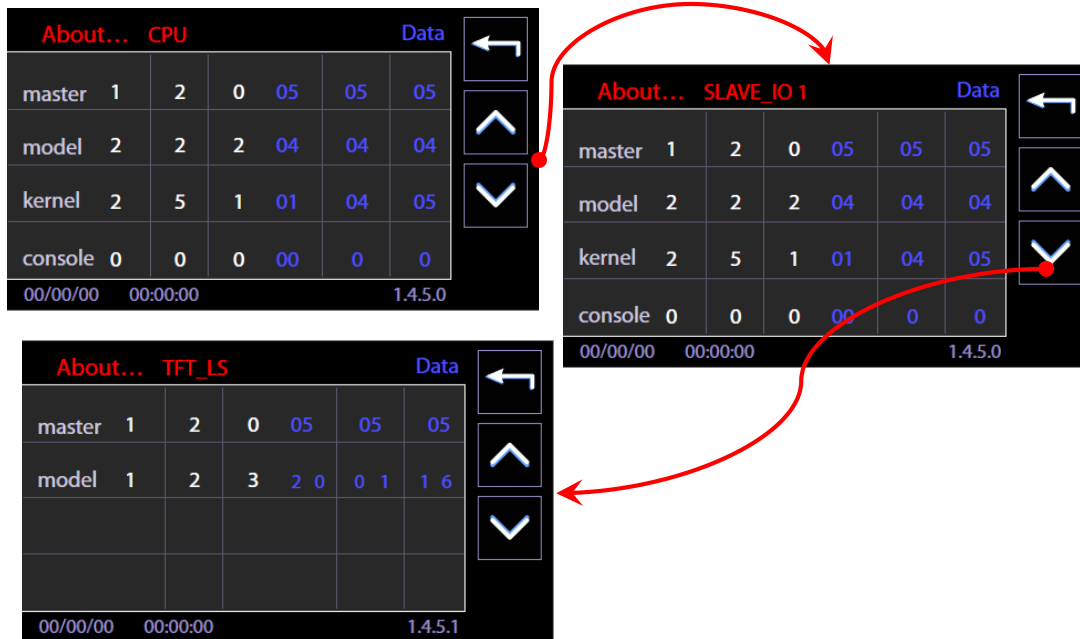 About... CPU Data
master 1 2 0 05 05 05
model 2 2 2 04 04 04
kernel 2 5 1 01 04 05
console 0 0 0 00 0 0
00/00/00 00:00:00 1.4.5.0
About... SLAVE_IO 1 Data
master 1 2 0 05 05 05
model 2 2 2 04 04 04
kernel 2 5 1 01 04 05
console 0 0 0 00 0 0
00/00/00 00:00:00 1.4.5.0
About... TFT_LS Data
master 1 2 0 05 05 05
model 1 2 3 2 0 0 1 1 6
00/00/00 00:00:00 1.4.5.1